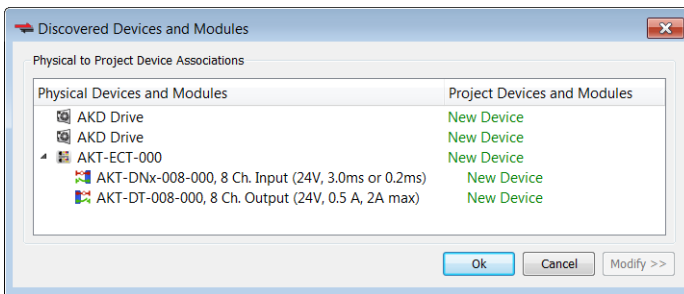 Discovered Devices and Modules
Physical to Project Device Associations
Physical Devices and Modules Project Devices and Modules
AKD Drive New Device
AKD Drive New Device
AKT-ECT-000 New Device
AKT-DNx-008-000, 8 Ch. Input (24V, 3.0ms or 0.2ms) New Device
AKT-DT-008-000, 8 Ch. Output (24V, 0.5 A, 2A max) New Device
Ok Cancel Modify >>